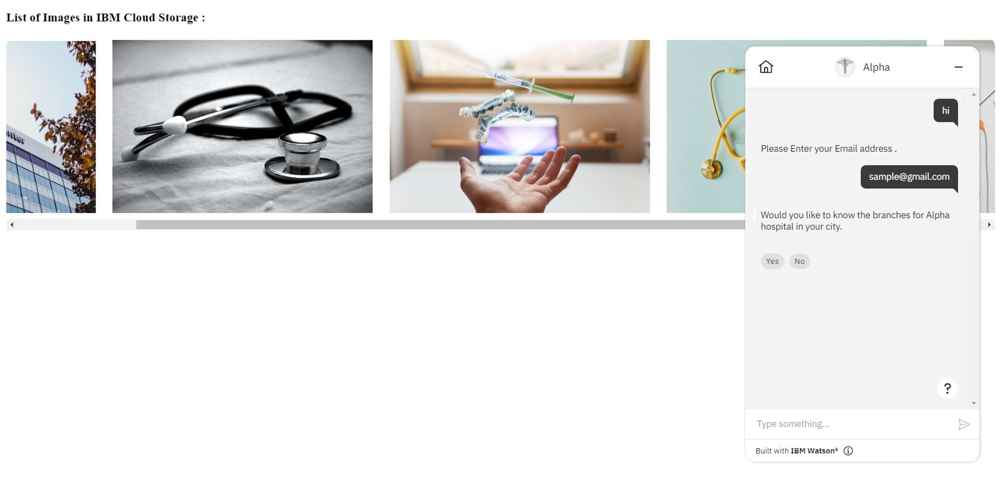 List of Images in IBM Cloud Storage :
Alpha
hi
Please Enter your Email address .
sample@gmail.com
Would you like to know the branches for Alpha
hospital in your city.
Yes No
?
Type something...
Built with IBM Watson®